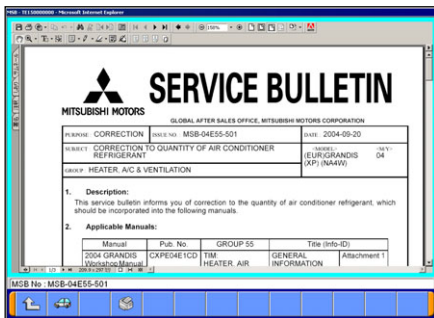 MSB - TE150000000 - Microsoft Internet Explorer
150%
MITSUBISHI MOTORS
SERVICE BULLETIN
GLOBAL AFTER SALES OFFICE, MITSUBISHI MOTORS CORPORATION
PURPOSE CORRECTION ISSUE NO MSB-04E55-501 DATE 2004-09-20
SUBJECT CORRECTION TO QUANTITY OF AIR CONDITIONER REFRIGERANT <MODEL> <M/Y>
(EUR)GRANDIS 04
(XP) (NA4W)
GROUP HEATER, A/C & VENTILATION
1. Description:
This service bulletin informs you of correction to the quantity of air conditioner refrigerant, which
should be incorporated into the following manuals.
2. Applicable Manuals:
Manual Pub. No. GROUP 55 Title (Info-ID)
2004 GRANDIS CXPE04E1CD TIM: GENERAL Attachment 1
Workshop Manual HEATER, AIR INFORMATION
1/3
MSB No : MSB-04E55-501